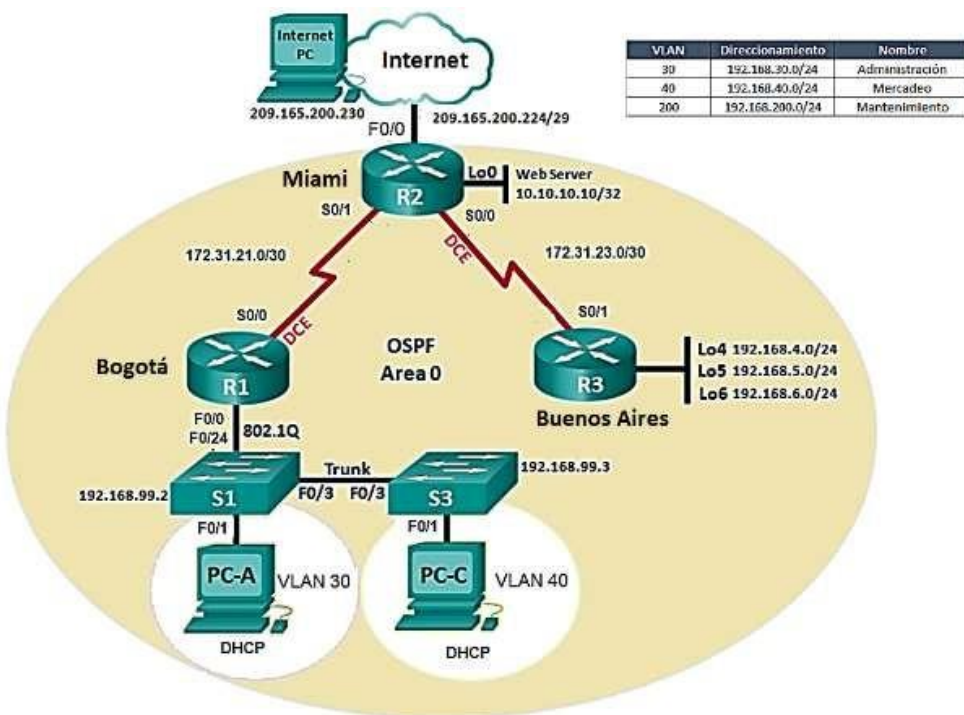 Internet
PC
Internet
209.165.200.230
F0/0
209.165.200.224/29
VLAN Direccionamiento Nombre
30 192.168.30.0/24 Administración
40 192.168.40.0/24 Mercadeo
200 192.168.200.0/24 Mantenimiento
Miami
R2
Lo0
Web Server
10.10.10.10/32
S0/1
S0/0
DCE
172.31.21.0/30
172.31.23.0/30
S0/0
DCE
S0/1
Bogotá
R1
OSPF
Area 0
R3
Buenos Aires
Lo4 192.168.4.0/24
Lo5 192.168.5.0/24
Lo6 192.168.6.0/24
F0/0
F0/24
802.1Q
192.168.99.2
S1
Trunk
F0/3 F0/3
S3
192.168.99.3
F0/1
F0/1
PC-A
VLAN 30
PC-C
VLAN 40
DHCP
DHCP